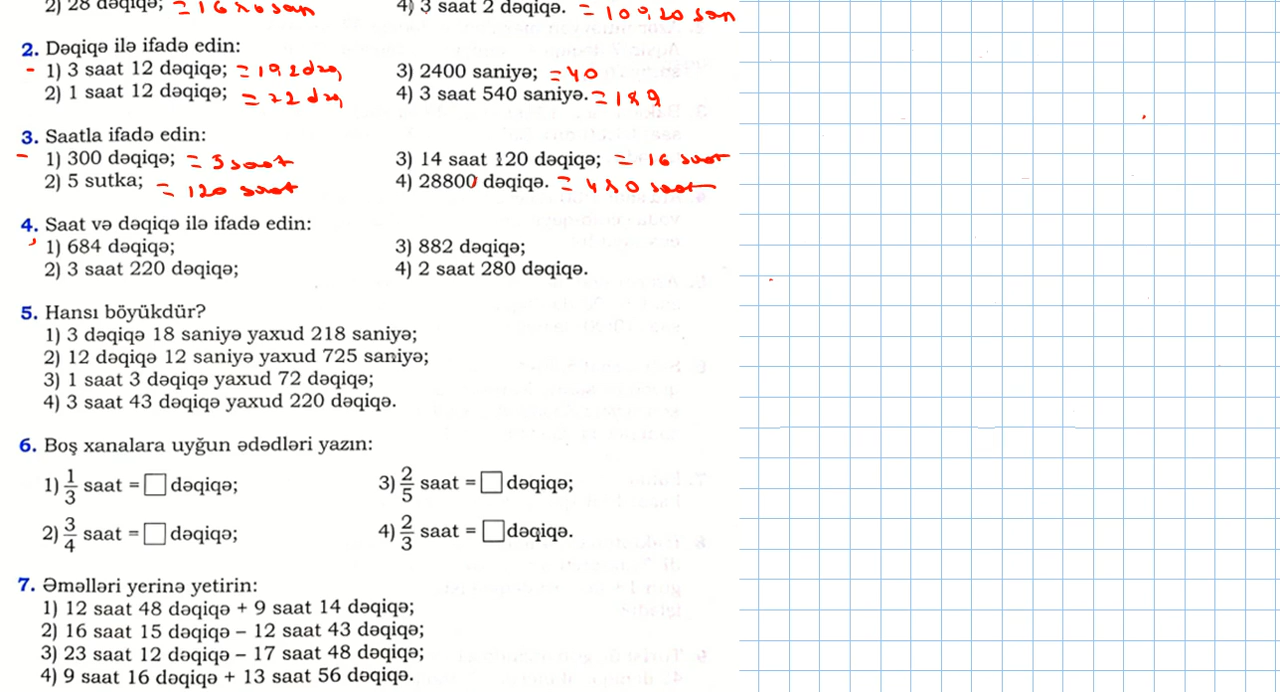 2) 28 dəqiqə; = 1680 san 4) 3 saat 2 dəqiqə. = 10920 san
2. Dəqiqə ilə ifadə edin:
- 1) 3 saat 12 dəqiqə; = 192 dəq 3) 2400 saniyə; = 40
2) 1 saat 12 dəqiqə; = 22 dəq 4) 3 saat 540 saniyə. = 189
3. Saatla ifadə edin:
- 1) 300 dəqiqə; = 3 saat 3) 14 saat 120 dəqiqə; = 16 saat
2) 5 sutka; = 120 saat 4) 28800 dəqiqə. = 480 saat
4. Saat və dəqiqə ilə ifadə edin:
1) 684 dəqiqə; 3) 882 dəqiqə;
2) 3 saat 220 dəqiqə; 4) 2 saat 280 dəqiqə.
5. Hansı böyükdür?
1) 3 dəqiqə 18 saniyə yaxud 218 saniyə;
2) 12 dəqiqə 12 saniyə yaxud 725 saniyə;
3) 1 saat 3 dəqiqə yaxud 72 dəqiqə;
4) 3 saat 43 dəqiqə yaxud 220 dəqiqə.
6. Boş xanalara uyğun ədədləri yazın:
1) 1/3 saat = □ dəqiqə; 3) 2/5 saat = □ dəqiqə;
2) 3/4 saat = □ dəqiqə; 4) 2/3 saat = □ dəqiqə.
7. Əməlləri yerinə yetirin:
1) 12 saat 48 dəqiqə + 9 saat 14 dəqiqə;
2) 16 saat 15 dəqiqə – 12 saat 43 dəqiqə;
3) 23 saat 12 dəqiqə – 17 saat 48 dəqiqə;
4) 9 saat 16 dəqiqə + 13 saat 56 dəqiqə.